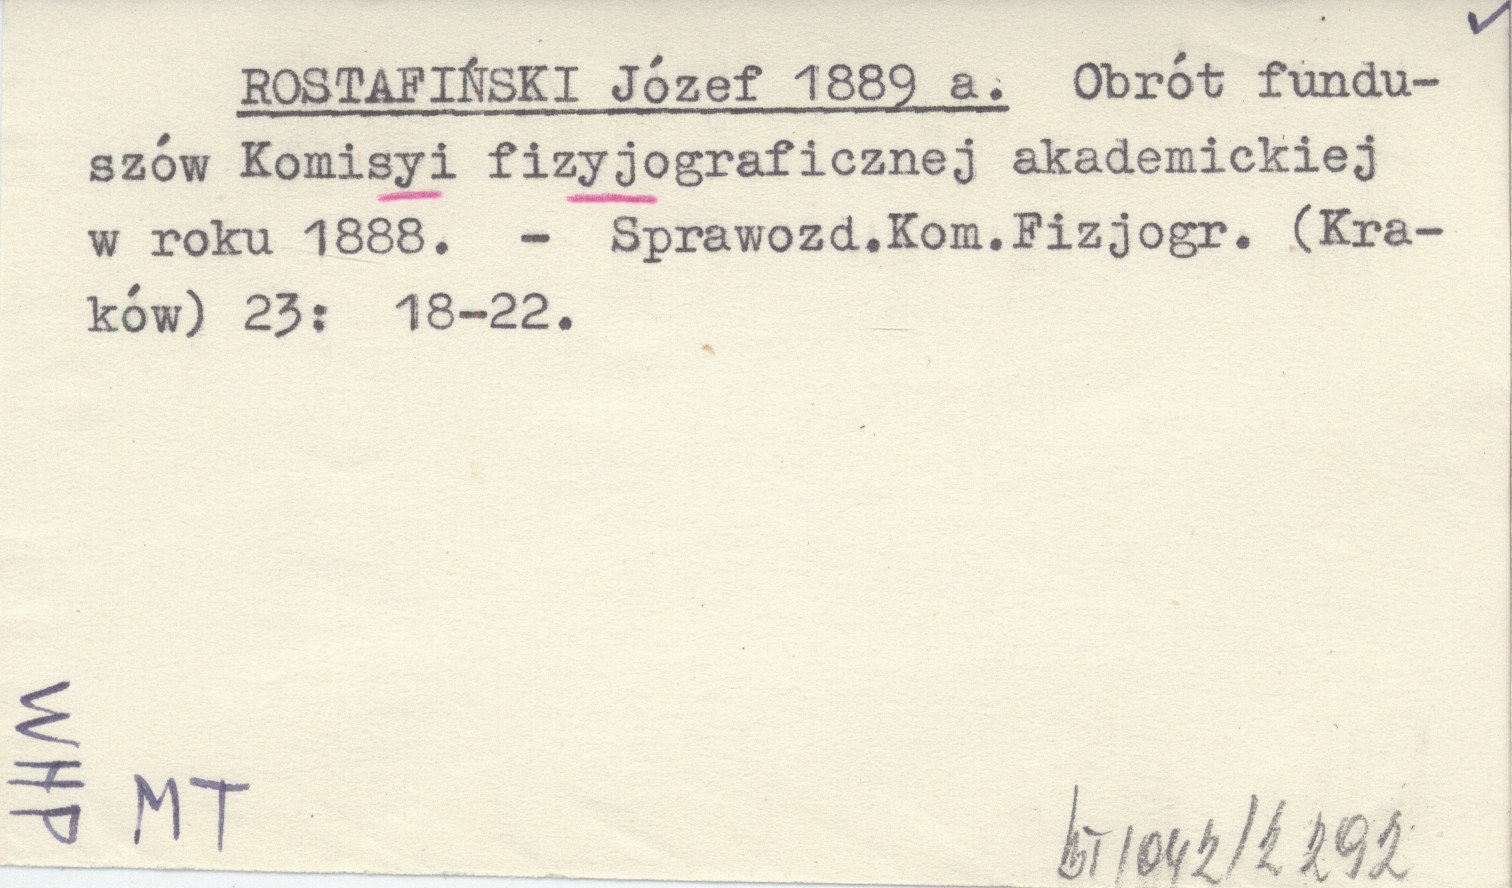 ROSTAFIŃSKI Józef 1889 a. Obrót fundu-
szów Komisyi fizyjograficznej akademickiej
w roku 1888. - Sprawozd.Kom.Fizjogr. (Kra-
ków) 23: 18-22.
WHP
MT